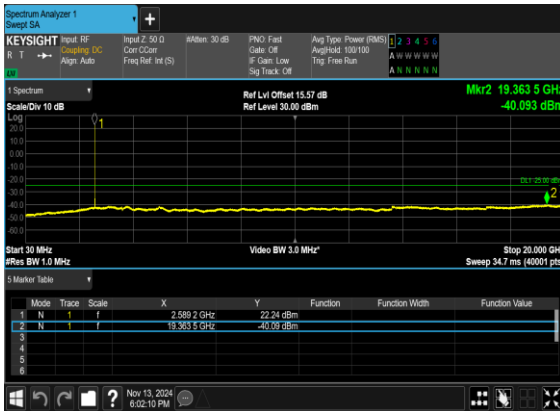 Spectrum Analyzer 1
Swept SA
+
KEYSIGHT Input: RF Input Z: 50 Ω #Atten: 30 dB PNO: Fast Avg Type: Power (RMS) 1 2 3 4 5 6
R T Coupling: DC Corr CCorr Gate: Off Avg|Hold: 100/100 A W W W W W
Align: Auto Freq Ref: Int (S) IF Gain: Low Trig: Free Run
Sig Track: Off A N N N N N
1 Spectrum
Scale/Div 10 dB Ref Lvl Offset 15.57 dB Mkr2 19.363 5 GHz
Ref Level 30.00 dBm -40.093 dBm
Log
1
20.0
10.0
0.00
-10.0
-20.0
DL1 -25.00 dBm
-30.0
2
-40.0
-50.0
-60.0
Start 30 MHz Video BW 3.0 MHz* Stop 20.000 GH
#Res BW 1.0 MHz Sweep 34.7 ms (40001 pts
5 Marker Table
Mode Trace Scale X Y Function Function Width Function Value
1 N 1 f 2.589 2 GHz 22.24 dBm
2 N 1 f 19.363 5 GHz -40.09 dBm
3
4
5
6
? Nov 13, 2024
6:02:10 PM